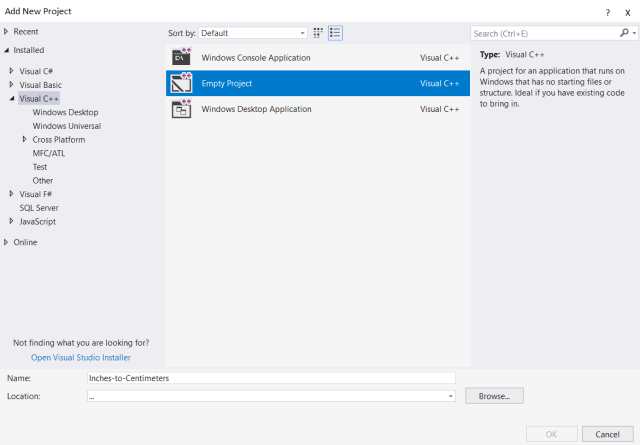 Add New Project
? X
Recent
Installed
Visual C#
Visual Basic
Visual C++
Windows Desktop
Windows Universal
Cross Platform
MFC/ATL
Test
Other
Visual F#
SQL Server
JavaScript
Online
Not finding what you are looking for?
Open Visual Studio Installer
Sort by: Default
Windows Console Application Visual C++
Empty Project Visual C++
Windows Desktop Application Visual C++
Search (Ctrl+E)
Type: Visual C++
A project for an application that runs on
Windows that has no starting files or
structure. Ideal if you have existing code
to bring in.
Name: Inches-to-Centimeters
Location: ...
Browse...
OK Cancel